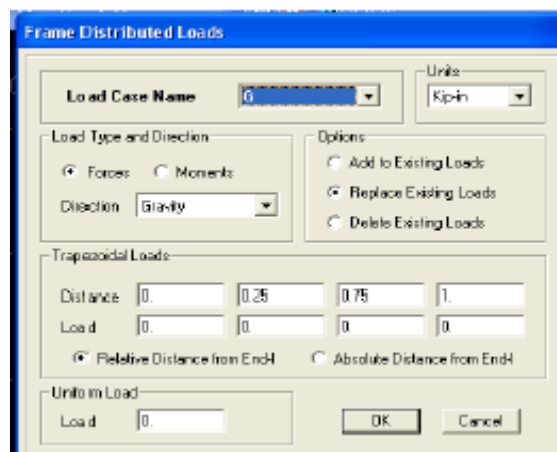 Frame Distributed Loads
Units
Load Case Name G Kip-in
Load Type and Direction Options
Forces Moments Add to Existing Loads
Direction Gravity Replace Existing Loads
Delete Existing Loads
Trapezoidal Loads
Distance 0. 0.25 0.75 1.
Load 0. 0. 0. 0.
Relative Distance from End-I Absolute Distance from End-I
Uniform Load
Load 0. OK Cancel